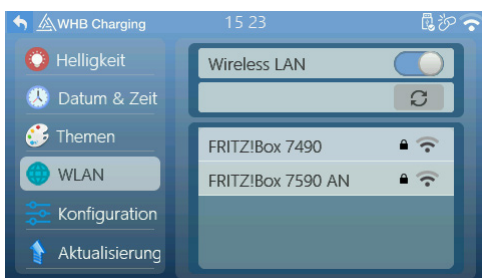 WHB Charging 15 23
Helligkeit
Wireless LAN
Datum & Zeit
Themen
FRITZ!Box 7490
WLAN
FRITZ!Box 7590 AN
Konfiguration
Aktualisierung